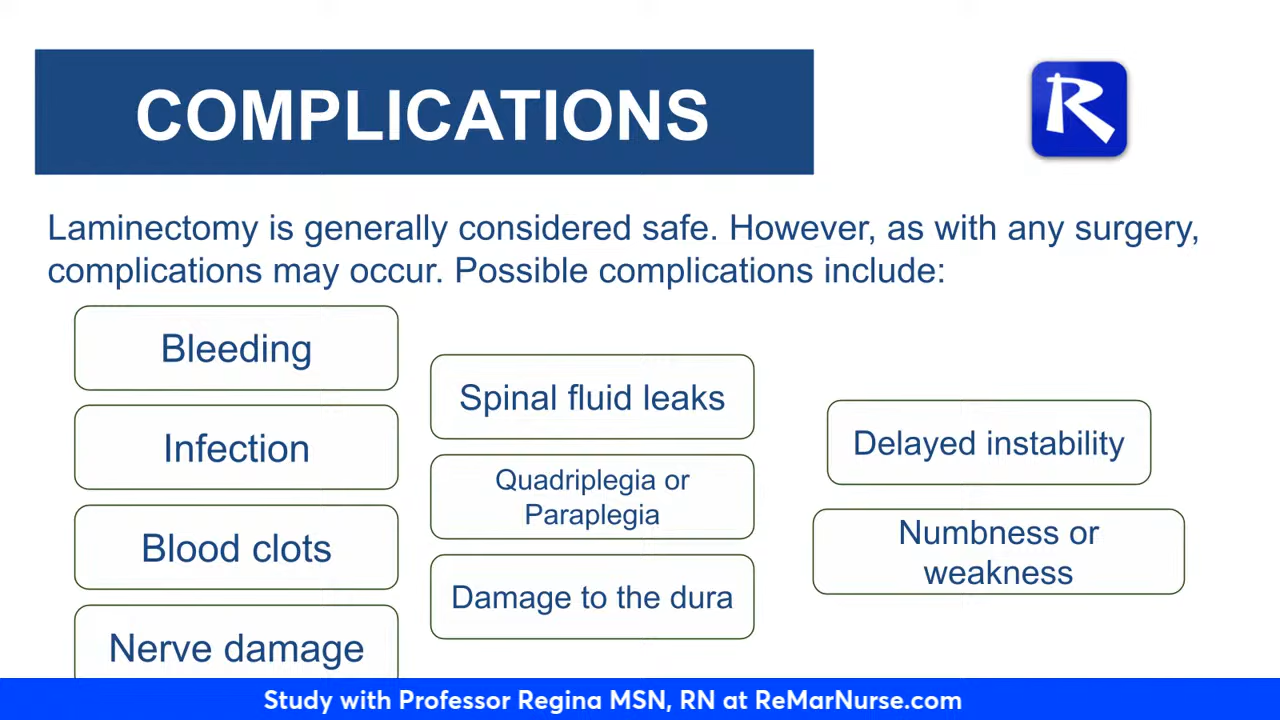 COMPLICATIONS
R
Laminectomy is generally considered safe. However, as with any surgery,
complications may occur. Possible complications include:
Bleeding
Infection
Blood clots
Nerve damage
Spinal fluid leaks
Quadriplegia or
Paraplegia
Damage to the dura
Delayed instability
Numbness or
weakness
Study with Professor Regina MSN, RN at ReMarNurse.com